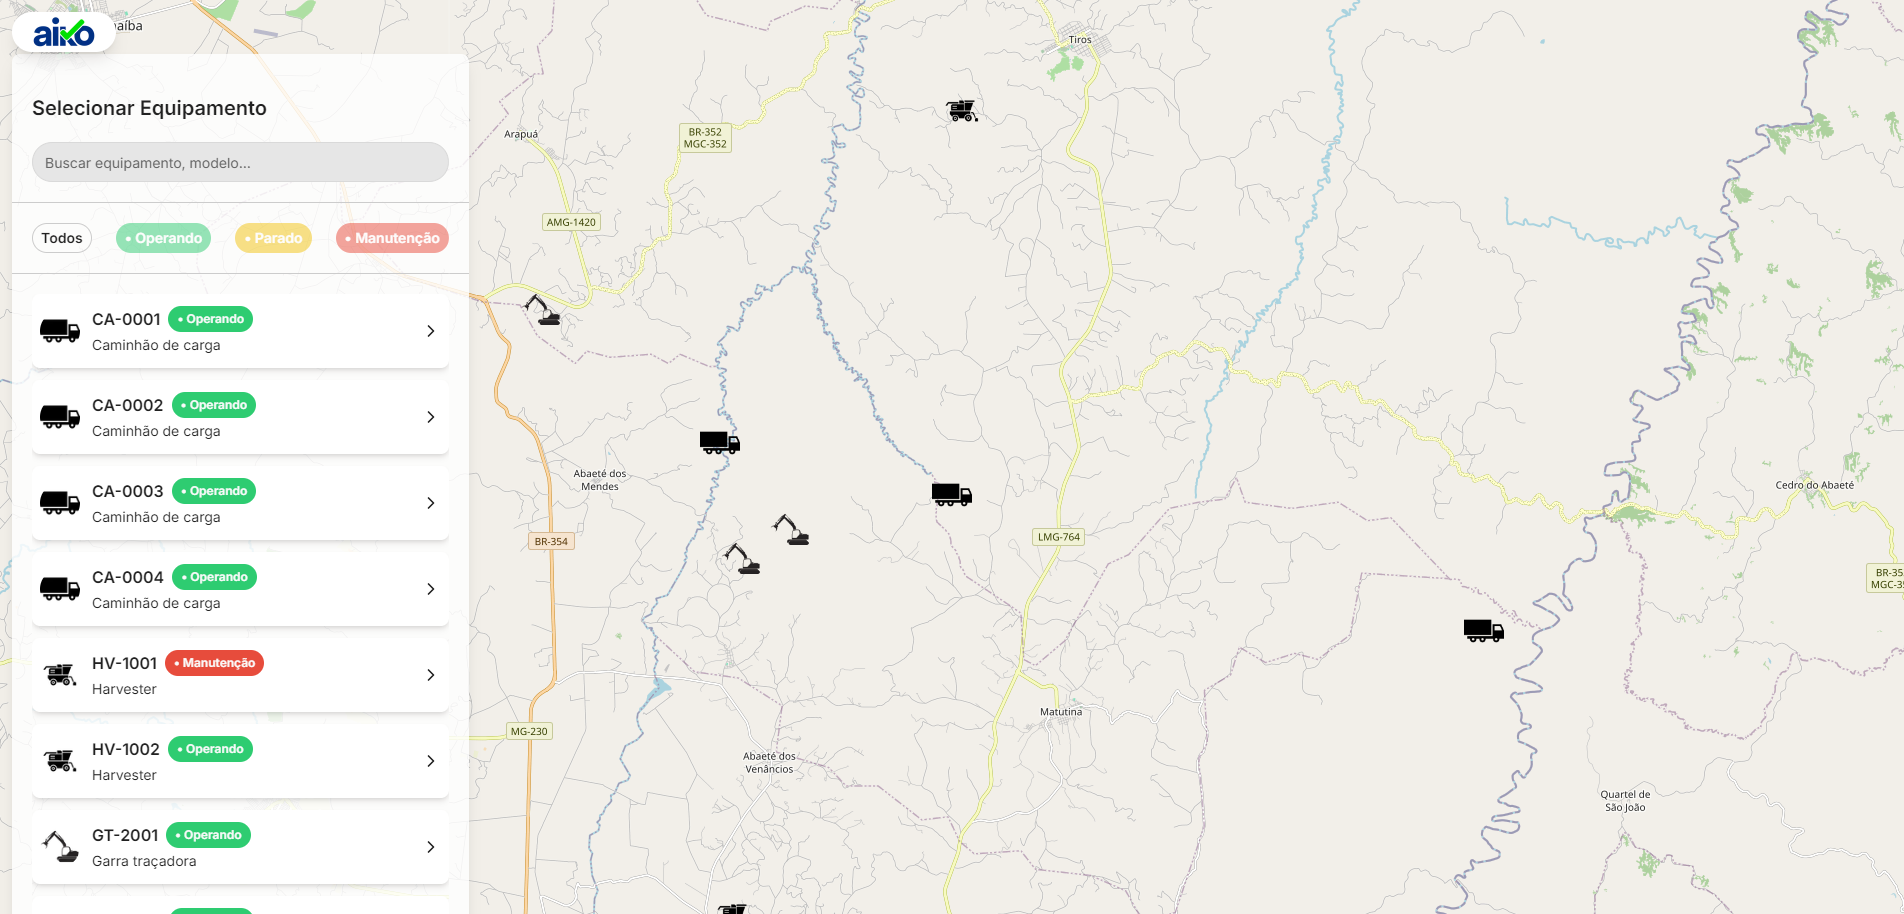 aiko
aíba
Selecionar Equipamento
Buscar equipamento, modelo...
Todos
• Operando
• Parado
• Manutenção
CA-0001 • Operando
Caminhão de carga
CA-0002 • Operando
Caminhão de carga
CA-0003 • Operando
Caminhão de carga
CA-0004 • Operando
Caminhão de carga
HV-1001 • Manutenção
Harvester
HV-1002 • Operando
Harvester
GT-2001 • Operando
Garra traçadora
Tiros
Arapuá
BR-352
MGC-352
AMG-1420
Abaeté dos
Mendes
Cedro do Abaeté
BR-354
LMG-764
BR-35
MGC-35
Matutina
MG-230
Abaeté dos
Venâncios
Quartel de
São João